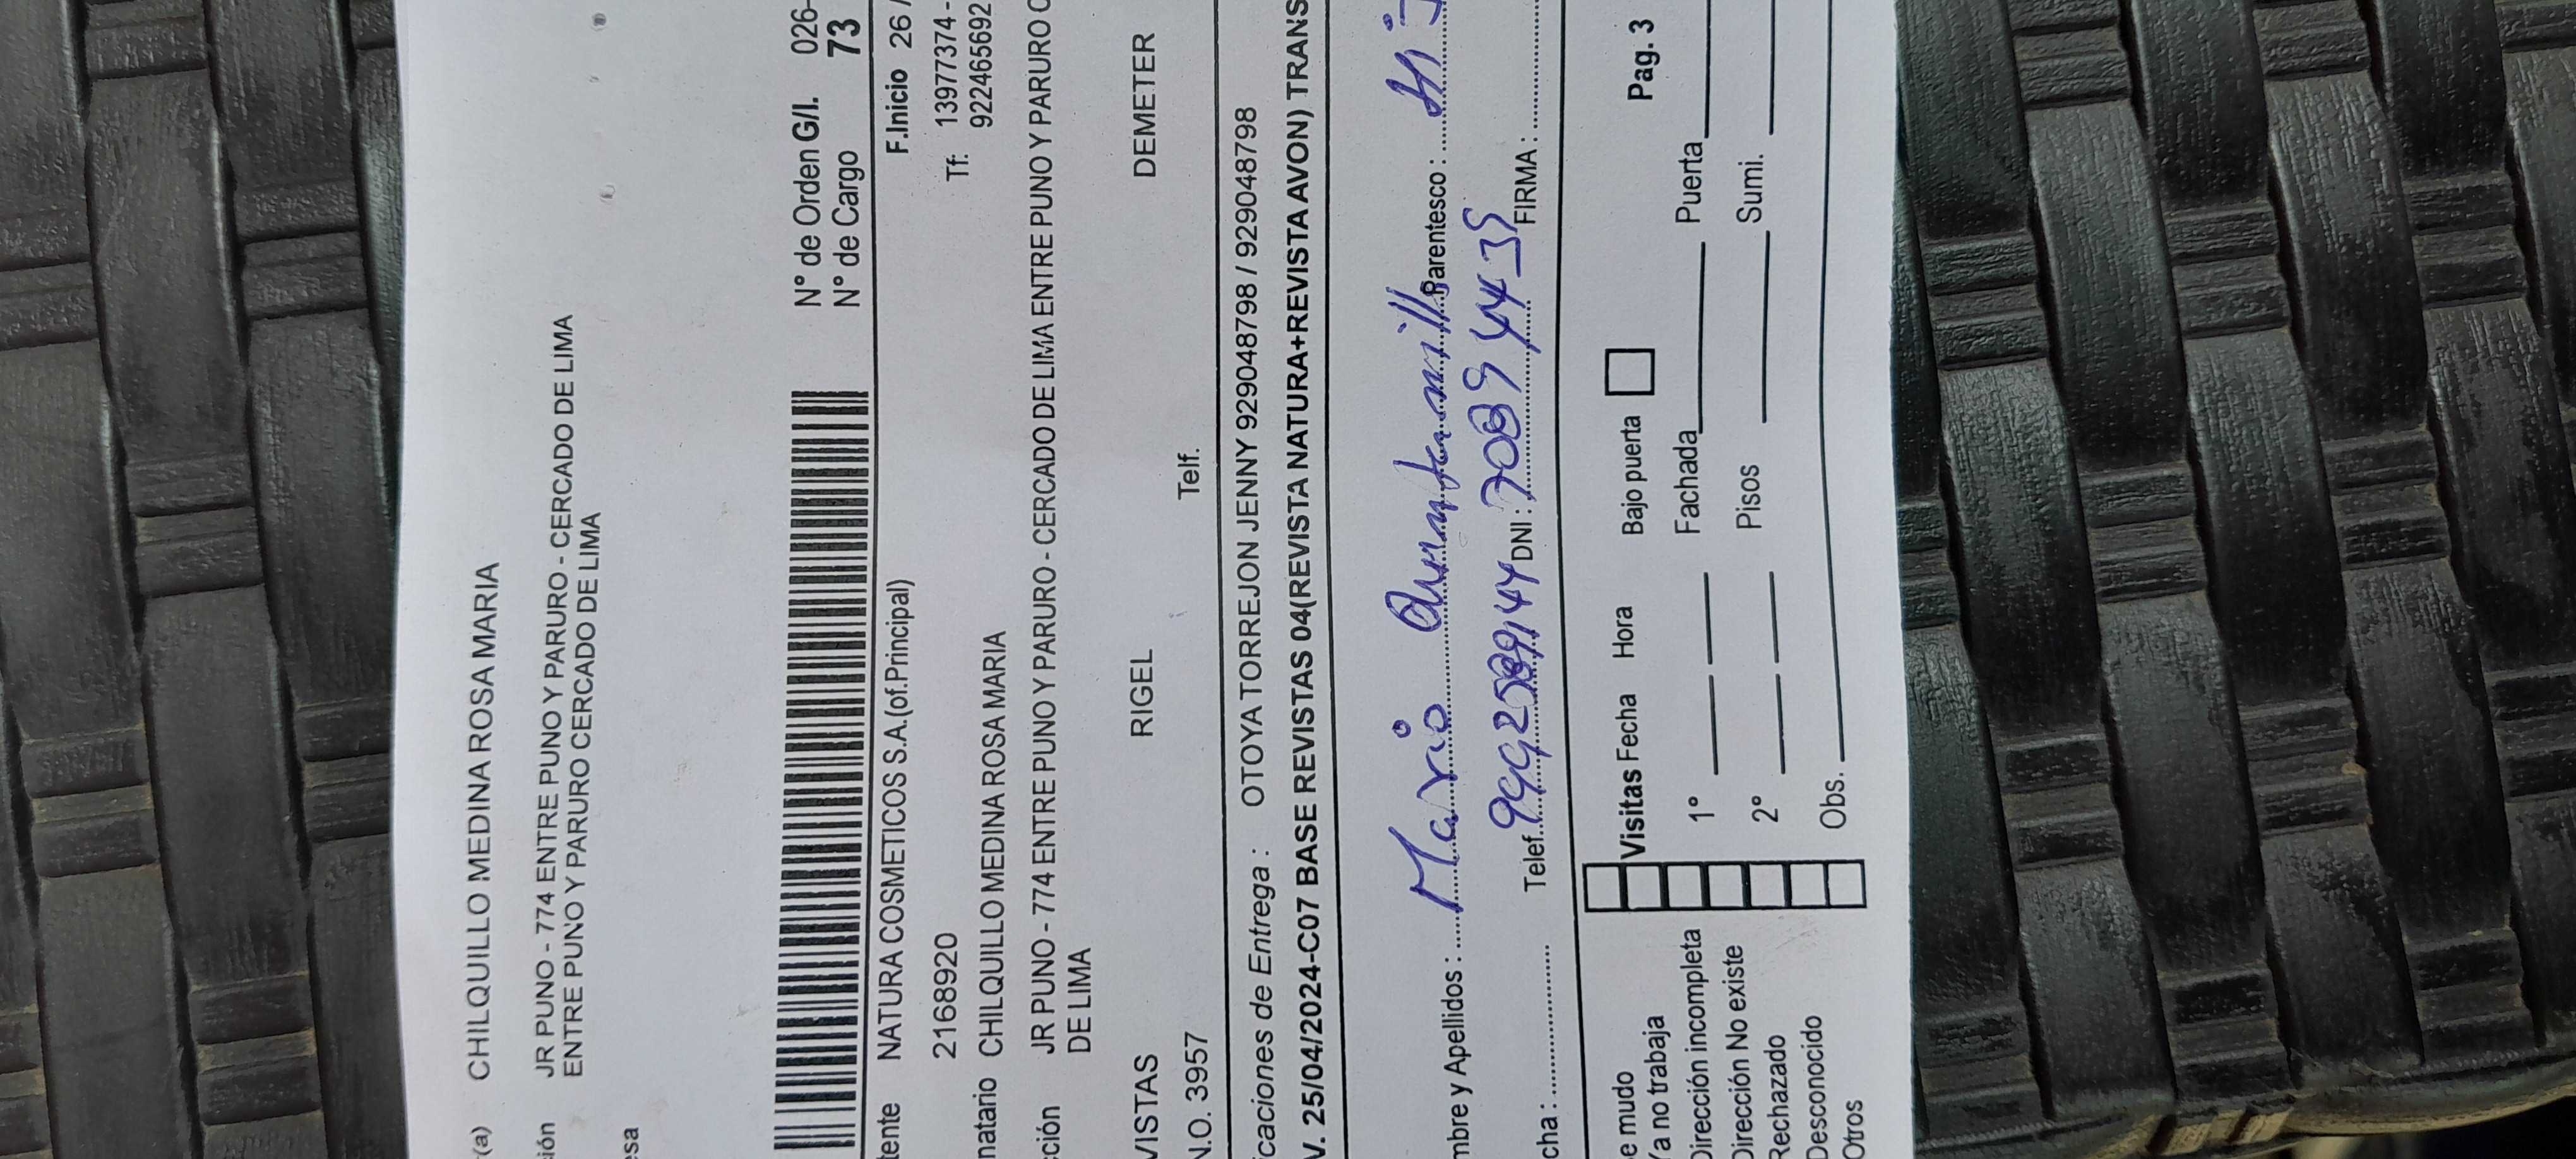 r(a) CHILQUILLO MEDINA ROSA MARIA
ión JR PUNO - 774 ENTRE PUNO Y PARURO - CERCADO DE LIMA
ENTRE PUNO Y PARURO CERCADO DE LIMA
esa
N° de Orden G/I. 026-
N° de Cargo 73
tente NATURA COSMETICOS S.A.(of.Principal) F.Inicio 26 /
21689920 Tf: 13977374 -
natario CHILQUILLO MEDINA ROSA MARIA 922465692
cción JR PUNO - 774 ENTRE PUNO Y PARURO - CERCADO DE LIMA ENTRE PUNO Y PARURO C
DE LIMA
VISTAS RIGEL DEMETER
N.O. 3957 Telf.
icaciones de Entrega : OTOYA TORREJON JENNY 929048798 / 929048798
V. 25/04/2024-C07 BASE REVISTAS 04(REVISTA NATURA+REVISTA AVON) TRANS
mbre y Apellidos : Mario Parentesco :
cha : Telef. DNI : FIRMA :
e mudo Visitas Fecha Hora Bajo puerta Pag. 3
Ya no trabaja
Dirección incompleta 1° Fachada Puerta
Dirección No existe
Rechazado 2° Pisos Sumi.
Desconocido
Otros Obs.